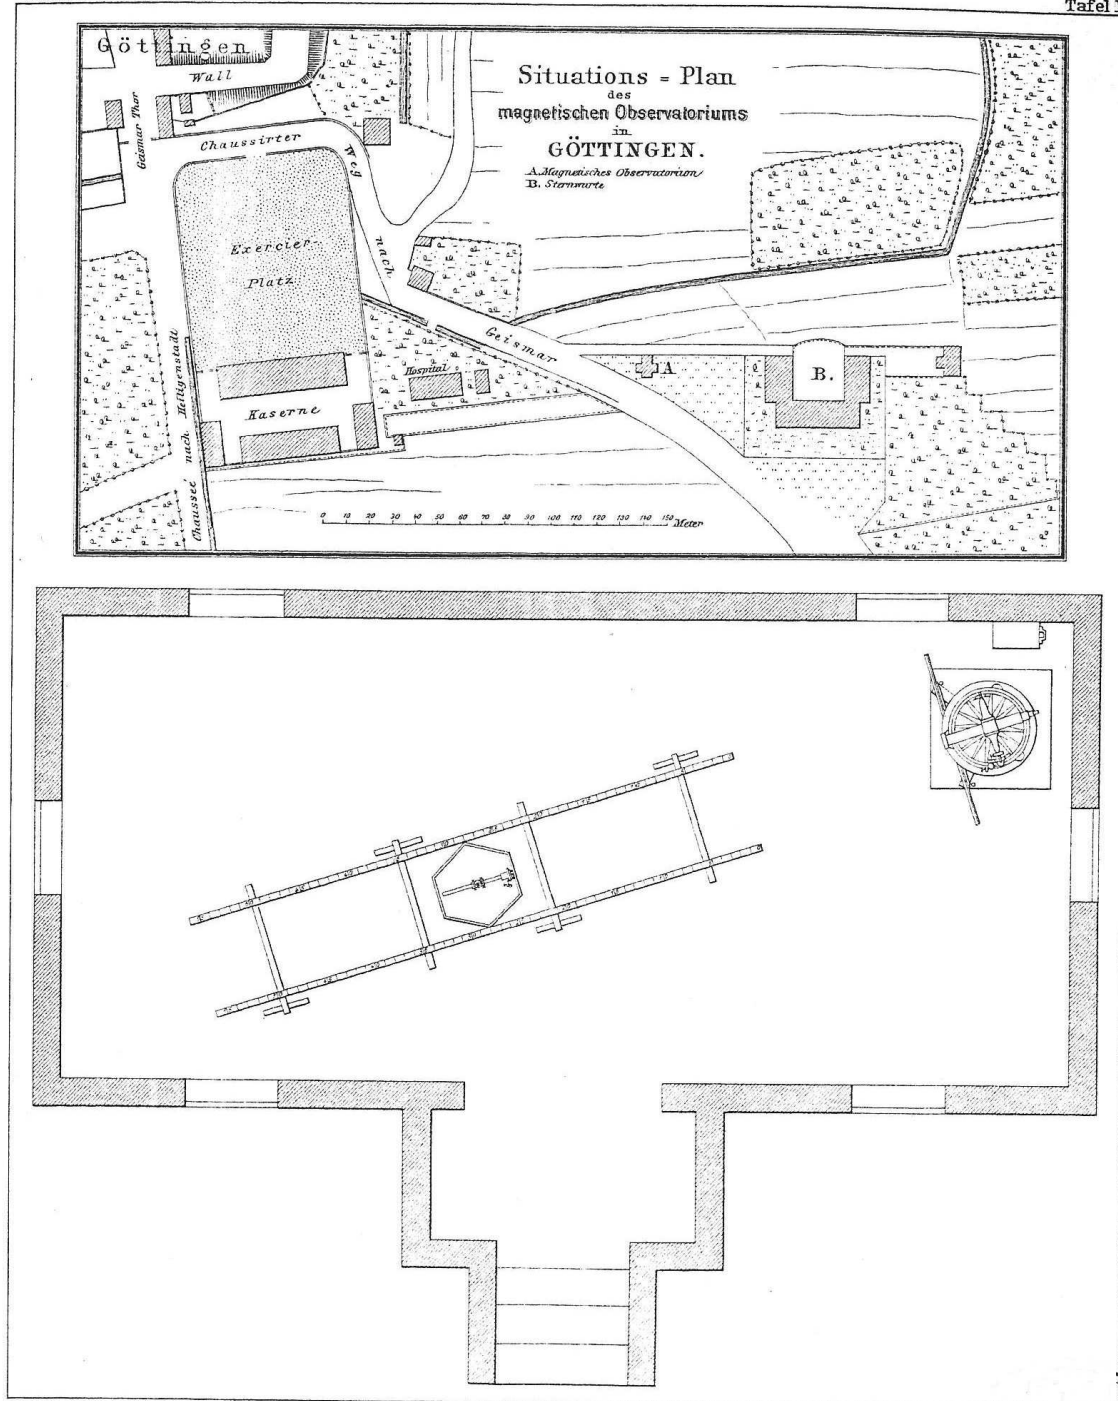 Tafel
Göttingen
Wall
Geismar Thor
Chaussirter
Weg
nach
Geismar
Situations = Plan
des
magnetischen Observatoriums
in
GÖTTINGEN.
A. Magnetisches Observatorium
B. Sternwarte
Exercier-
Platz
Hospital
A
B.
Kaserne
Chaussée nach Heiligenstadt
0 10 20 30 40 50 60 70 80 90 100 110 120 130 140 150 Meter